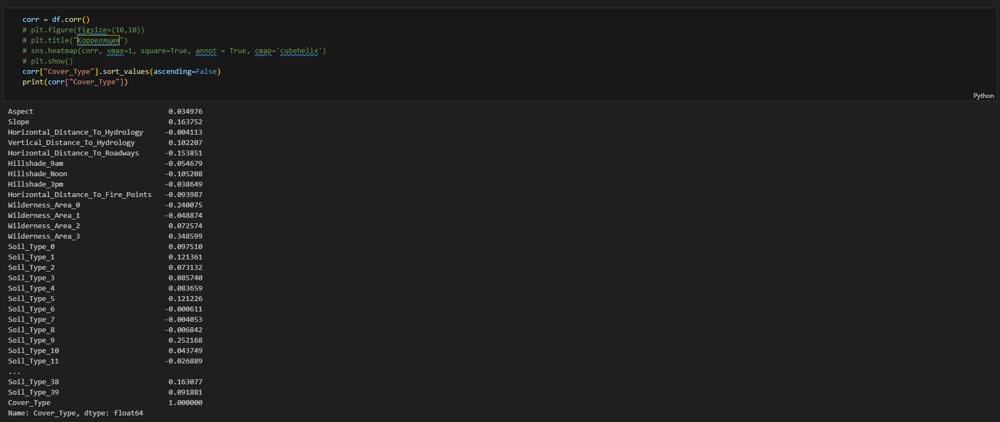 corr = df.corr()
# plt.figure(figsize=(10,10))
# plt.title("Корреляция")
# sns.heatmap(corr, vmax=1, square=True, annot = True, cmap='cubehelix')
# plt.show()
corr["Cover_Type"].sort_values(ascending=False)
print(corr["Cover_Type"])
Python
Aspect 0.034976
Slope 0.163752
Horizontal_Distance_To_Hydrology -0.004113
Vertical_Distance_To_Hydrology 0.102207
Horizontal_Distance_To_Roadways -0.153851
Hillshade_9am -0.054679
Hillshade_Noon -0.105208
Hillshade_3pm -0.038649
Horizontal_Distance_To_Fire_Points -0.093987
Wilderness_Area_0 -0.240075
Wilderness_Area_1 -0.048874
Wilderness_Area_2 0.072574
Wilderness_Area_3 0.348599
Soil_Type_0 0.097510
Soil_Type_1 0.121361
Soil_Type_2 0.073132
Soil_Type_3 0.085740
Soil_Type_4 0.083659
Soil_Type_5 0.121226
Soil_Type_6 -0.000611
Soil_Type_7 -0.004053
Soil_Type_8 -0.006842
Soil_Type_9 0.252168
Soil_Type_10 0.043749
Soil_Type_11 -0.026889
...
Soil_Type_38 0.163077
Soil_Type_39 0.091881
Cover_Type 1.000000
Name: Cover_Type, dtype: float64